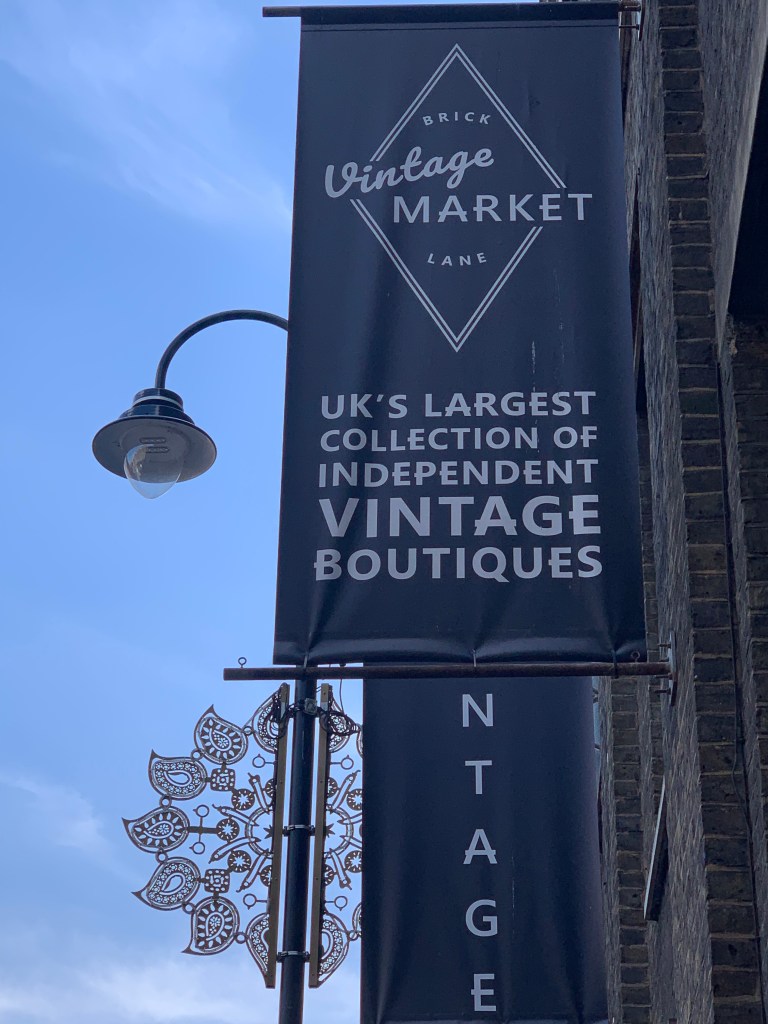 BRICK
Vintage
MARKET
LANE
UK'S LARGEST
COLLECTION OF
INDEPENDENT
VINTAGE
BOUTIQUES
N
T
A
G
E